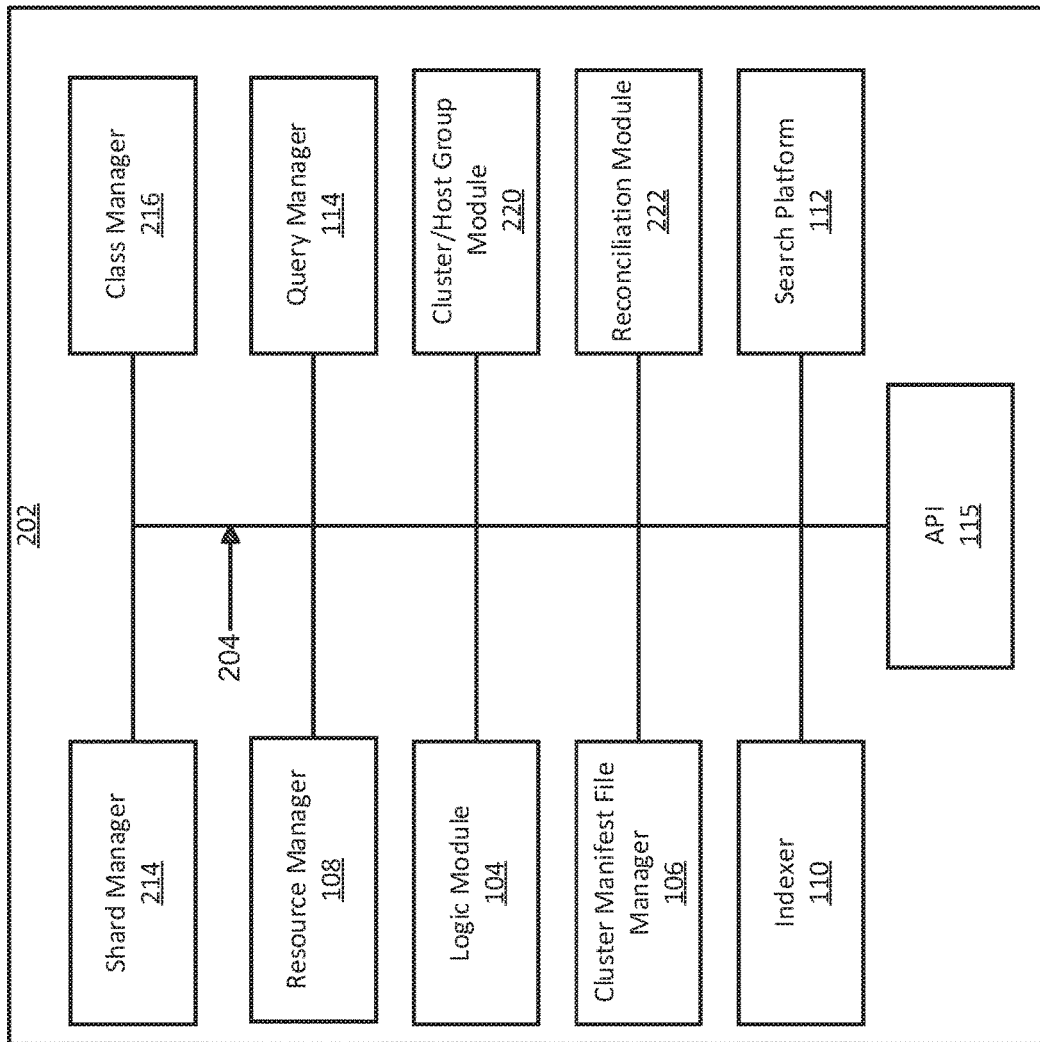 202
Shard Manager
214
Class Manager
216
204
Resource Manager
108
Query Manager
114
Logic Module
104
Cluster/Host Group
Module
220
Cluster Manifest File
Manager
106
Reconciliation Module
222
Indexer
110
Search Platform
112
API
115